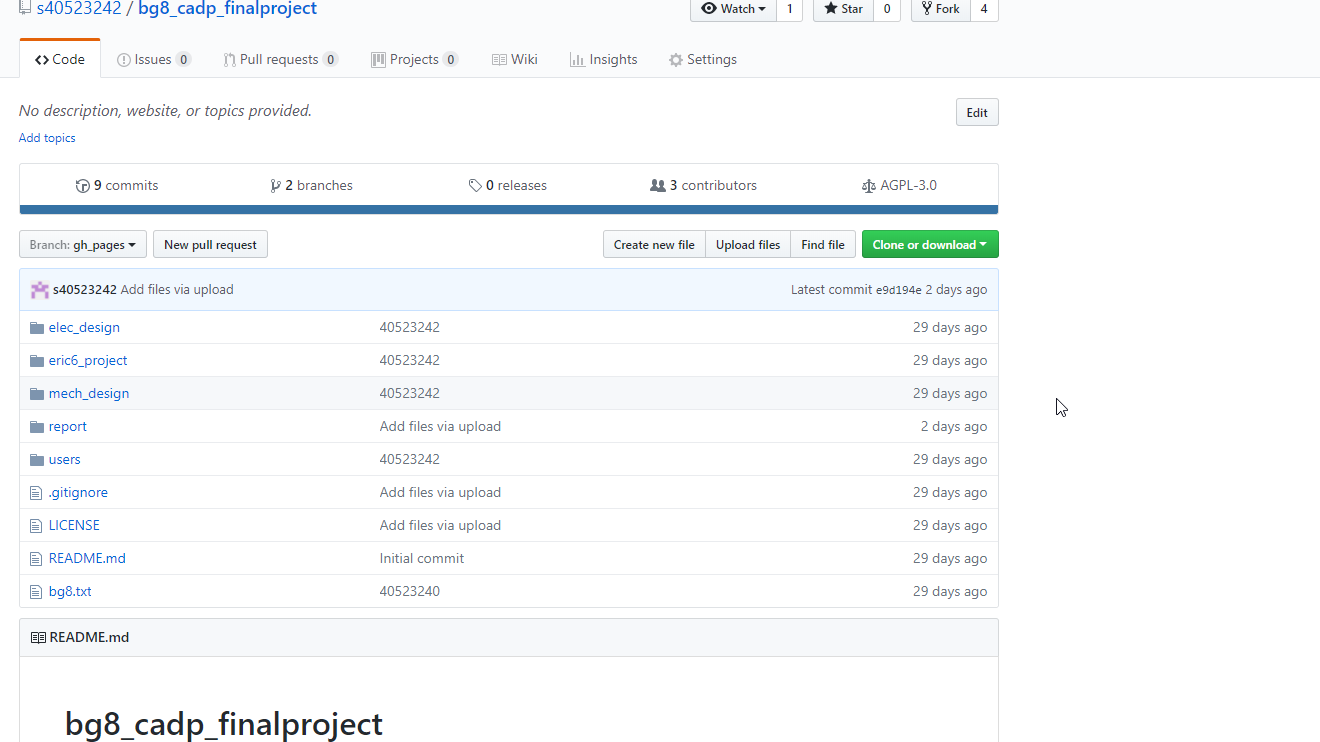 s40523242 / bg8_cadp_finalproject Watch 1 Star 0 Fork 4
Code Issues 0 Pull requests 0 Projects 0 Wiki Insights Settings
No description, website, or topics provided. Edit
Add topics
9 commits 2 branches 0 releases 3 contributors AGPL-3.0
Branch: gh_pages New pull request Create new file Upload files Find file Clone or download
s40523242 Add files via upload Latest commit e9d194e 2 days ago
elec_design 40523242 29 days ago
eric6_project 40523242 29 days ago
mech_design 40523242 29 days ago
report Add files via upload 2 days ago
users 40523242 29 days ago
.gitignore Add files via upload 29 days ago
LICENSE Add files via upload 29 days ago
README.md Initial commit 29 days ago
bg8.txt 40523240 29 days ago
README.md
bg8_cadp_finalproject